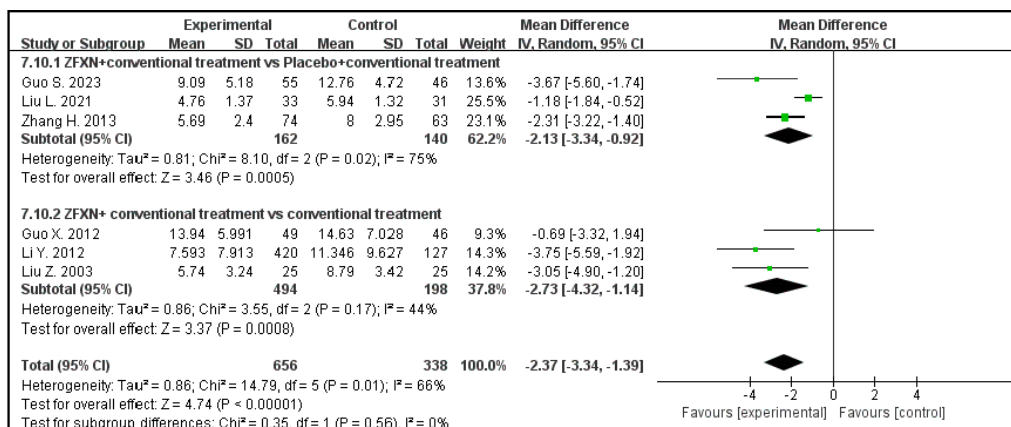 Experimental Control Mean Difference Mean Difference
Study or Subgroup Mean SD Total Mean SD Total Weight IV, Random, 95% CI IV, Random, 95% CI
7.10.1 ZFXN+conventional treatment vs Placebo+conventional treatment
Guo S. 2023 9.09 5.18 55 12.76 4.72 46 13.6% -3.67 [-5.60, -1.74]
Liu L. 2021 4.76 1.37 33 5.94 1.32 31 25.5% -1.18 [-1.84, -0.52]
Zhang H. 2013 5.69 2.4 74 8 2.95 63 23.1% -2.31 [-3.22, -1.40]
Subtotal (95% CI) 162 140 62.2% -2.13 [-3.34, -0.92]
Heterogeneity: Tau² = 0.81; Chi² = 8.10, df = 2 (P = 0.02); I² = 75%
Test for overall effect: Z = 3.46 (P = 0.0005)
7.10.2 ZFXN+ conventional treatment vs conventional treatment
Guo X. 2012 13.94 5.991 49 14.63 7.028 46 9.3% -0.69 [-3.32, 1.94]
Li Y. 2012 7.593 7.913 420 11.346 9.627 127 14.3% -3.75 [-5.59, -1.92]
Liu Z. 2003 5.74 3.24 25 8.79 3.42 25 14.2% -3.05 [-4.90, -1.20]
Subtotal (95% CI) 494 198 37.8% -2.73 [-4.32, -1.14]
Heterogeneity: Tau² = 0.86; Chi² = 3.55, df = 2 (P = 0.17); I² = 44%
Test for overall effect: Z = 3.37 (P = 0.0008)
Total (95% CI) 656 338 100.0% -2.37 [-3.34, -1.39]
Heterogeneity: Tau² = 0.86; Chi² = 14.79, df = 5 (P = 0.01); I² = 66%
Test for overall effect: Z = 4.74 (P < 0.00001)
Test for subgroup differences: Chi² = 0.35, df = 1 (P = 0.56), I² = 0%
-4 -2 0 2 4
Favours [experimental] Favours [control]